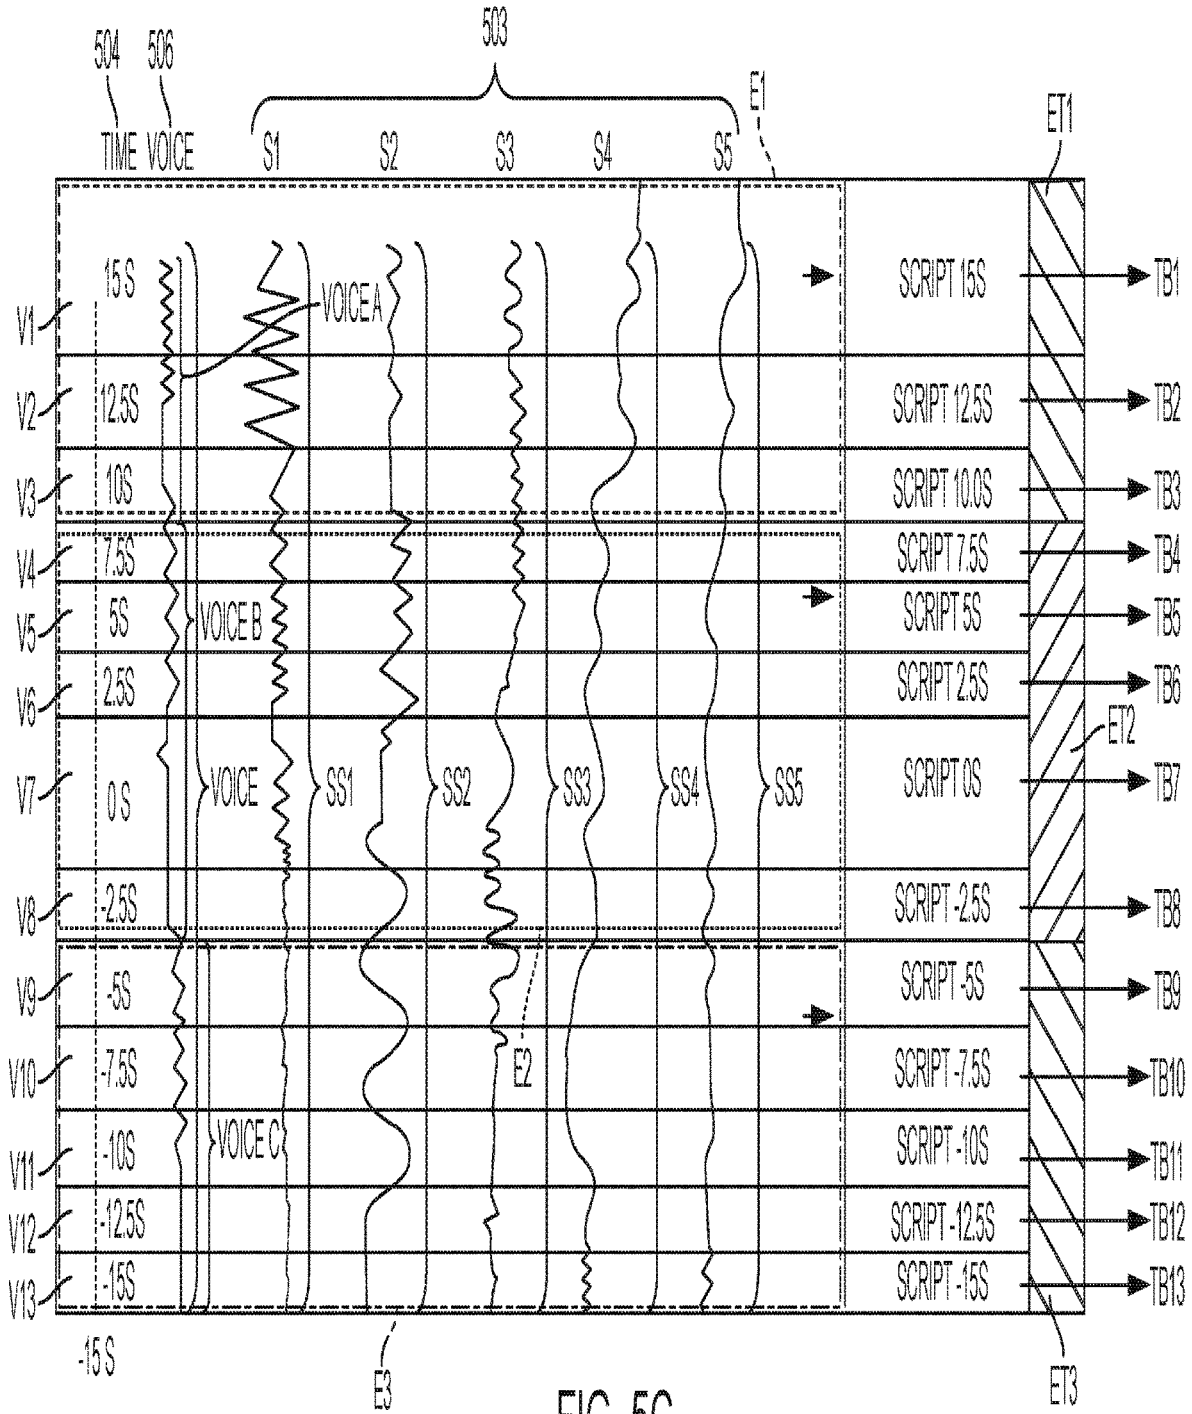 503
504 506
E1
ET1
TIME VOICE S1 S2 S3 S4 S5
V1 15 S VOICE A SCRIPT 15S TB1
V2 12.5S SCRIPT 12.5S TB2
V3 10S SCRIPT 10.0S TB3
V4 7.5S SCRIPT 7.5S TB4
V5 5S VOICE B SCRIPT 5S TB5
V6 2.5S SCRIPT 2.5S TB6
ET2
V7 0 S VOICE SS1 SS2 SS3 SS4 SS5 SCRIPT 0S TB7
V8 -2.5S SCRIPT -2.5S TB8
V9 -5S SCRIPT -5S TB9
E2
V10 -7.5S SCRIPT -7.5S TB10
V11 -10S VOICE C SCRIPT -10S TB11
V12 -12.5S SCRIPT -12.5S TB12
V13 -15S SCRIPT -15S TB13
-15 S
E3
ET3
FIG. 5C